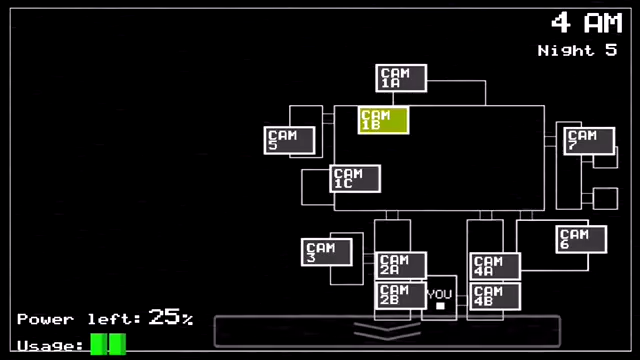 4 AM
Night 5
CAM 1A
CAM 1B
CAM 5
CAM 7
CAM 1C
CAM 3
CAM 6
CAM 2A
CAM 4A
CAM 2B
YOU
CAM 4B
Power left: 25%
Usage: